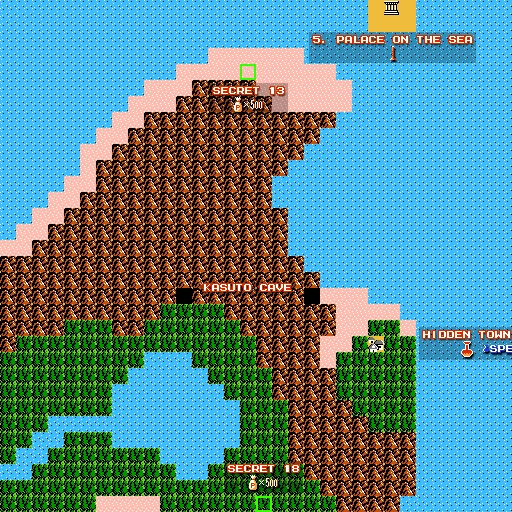 5. PALACE ON THE SEA
SECRET 13
×500
KASUTO CAVE
HIDDEN TOWN
SPE
SECRET 18
×500